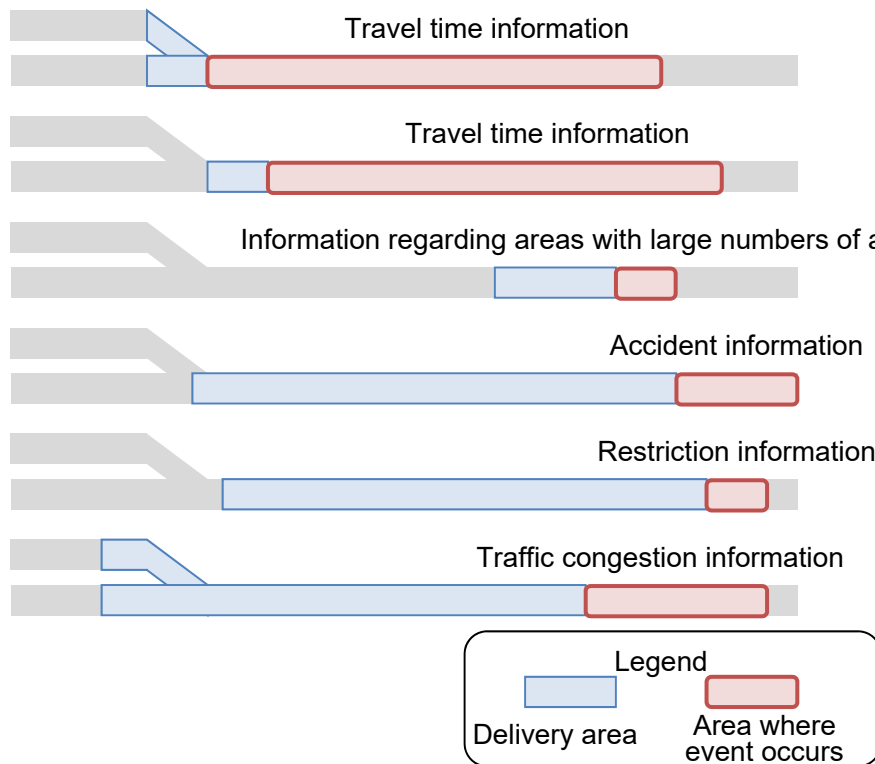 Travel time information
Travel time information
Information regarding areas with large numbers of
Accident information
Restriction information
Traffic congestion information
Legend
Delivery area
Area where
event occurs